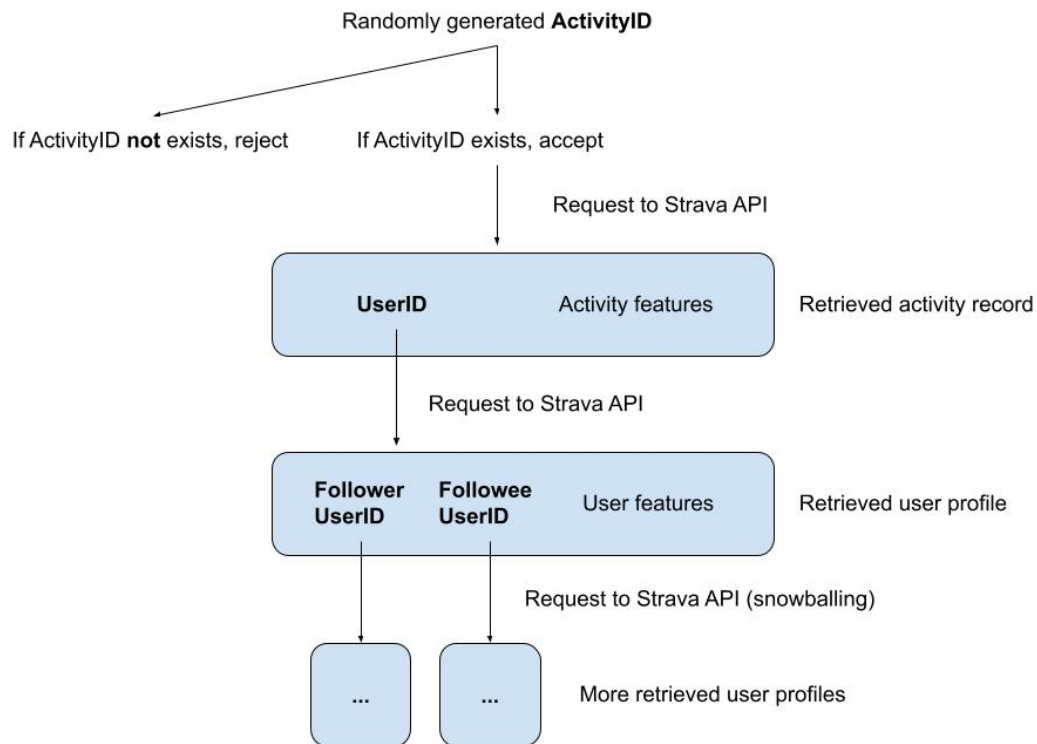 Randomly generated ActivityID
If ActivityID not exists, reject
If ActivityID exists, accept
Request to Strava API
UserID
Activity features
Retrieved activity record
Request to Strava API
Follower
UserID
Followee
UserID
User features
Retrieved user profile
Request to Strava API (snowballing)
...
...
More retrieved user profiles